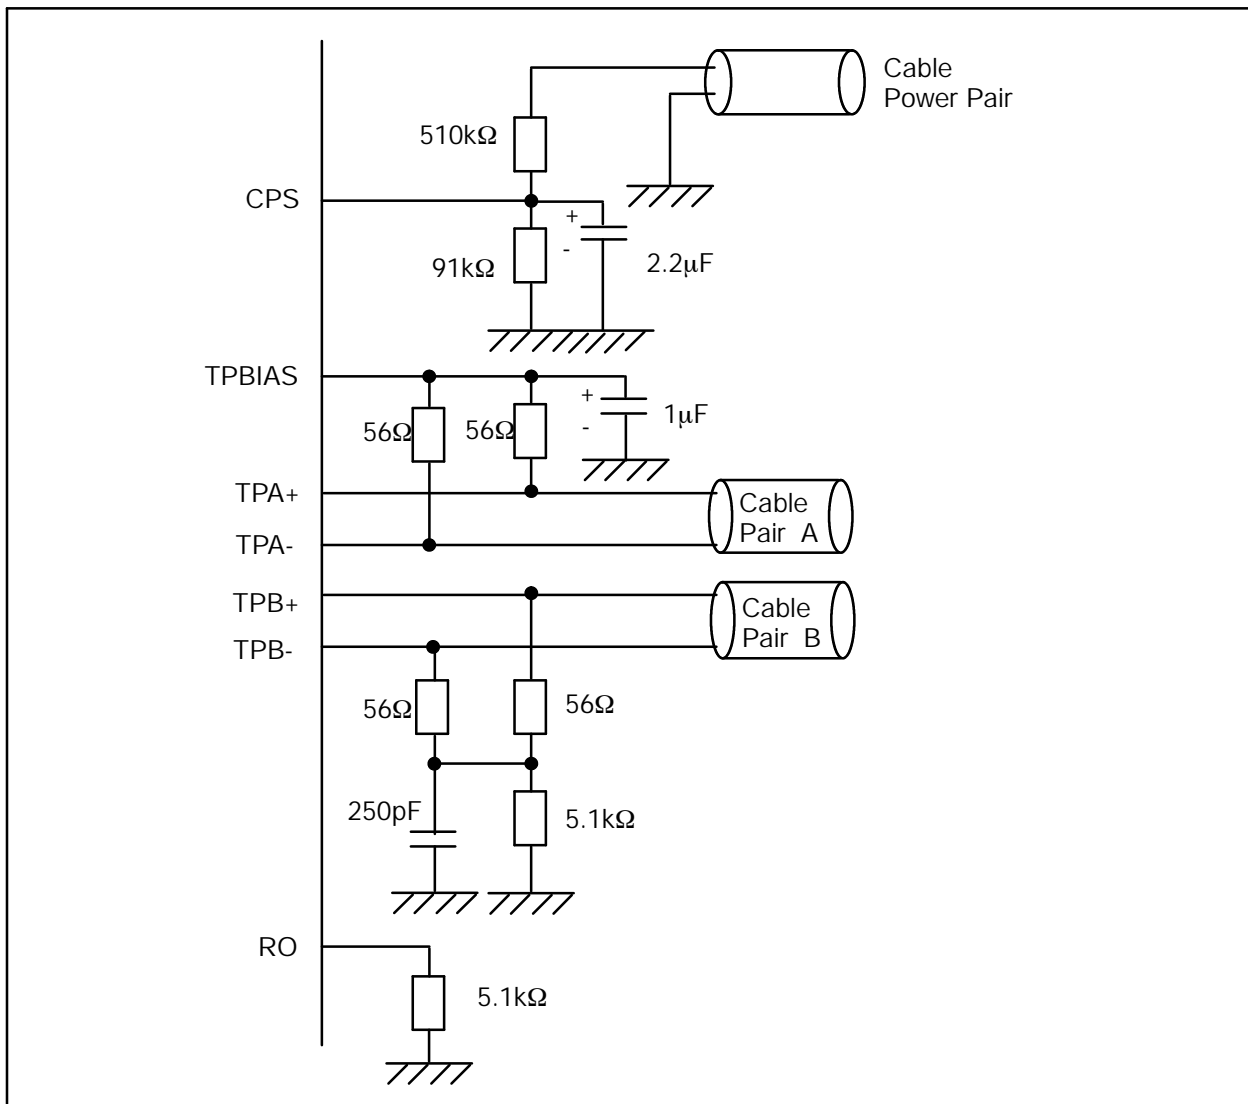 Cable
Power Pair
510kΩ
CPS
+
-
91kΩ
2.2μF
TPBIAS
+
-
1μF
56Ω
56Ω
TPA+
Cable
Pair A
TPA-
TPB+
Cable
Pair B
TPB-
56Ω
56Ω
250pF
5.1kΩ
RO
5.1kΩ